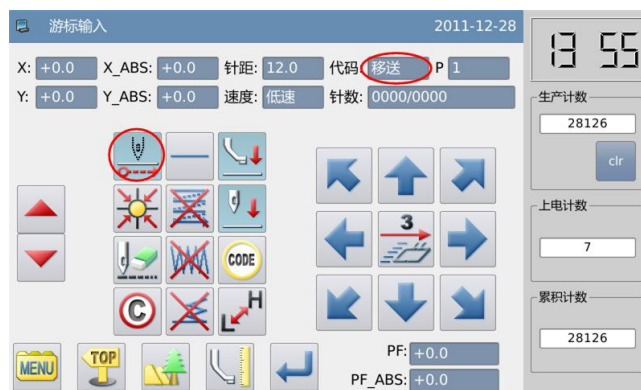 游标输入 2011-12-28
13 55
X: +0.0 X_ABS: +0.0 针距: 12.0 代码: 移送 P 1
Y: +0.0 Y_ABS: +0.0 速度: 低速 针数: 0000/0000
生产计数
28126
clr
上电计数
7
累积计数
28126
3
CODE
C
L H
PF: +0.0
PF_ABS: +0.0
MENU
TOP